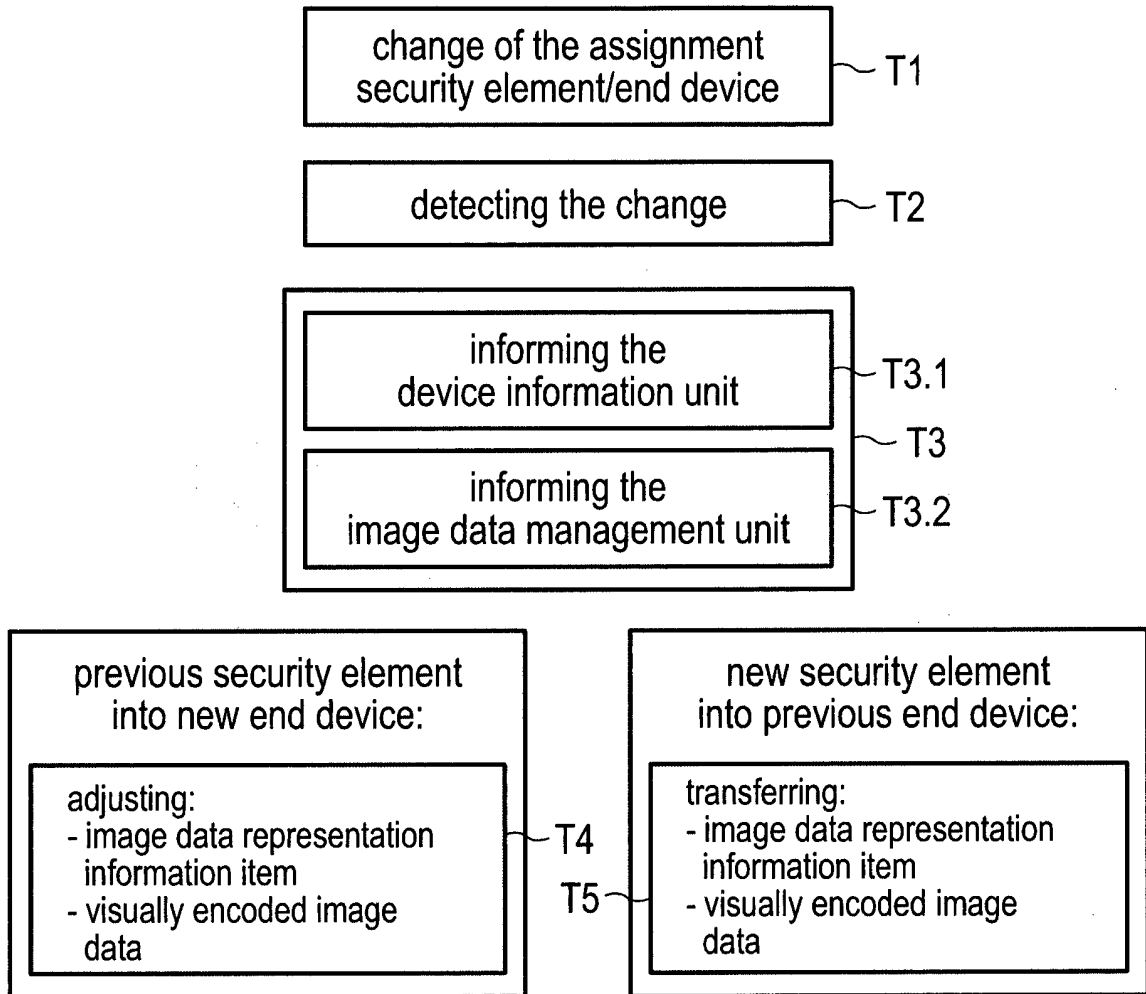 change of the assignment
security element/end device
T1
detecting the change
T2
informing the
device information unit
T3.1
T3
informing the
image data management unit
T3.2
previous security element
into new end device:
adjusting:
- image data representation
information item
- visually encoded image
data
T4
new security element
into previous end device:
transferring:
- image data representation
information item
- visually encoded image
data
T5